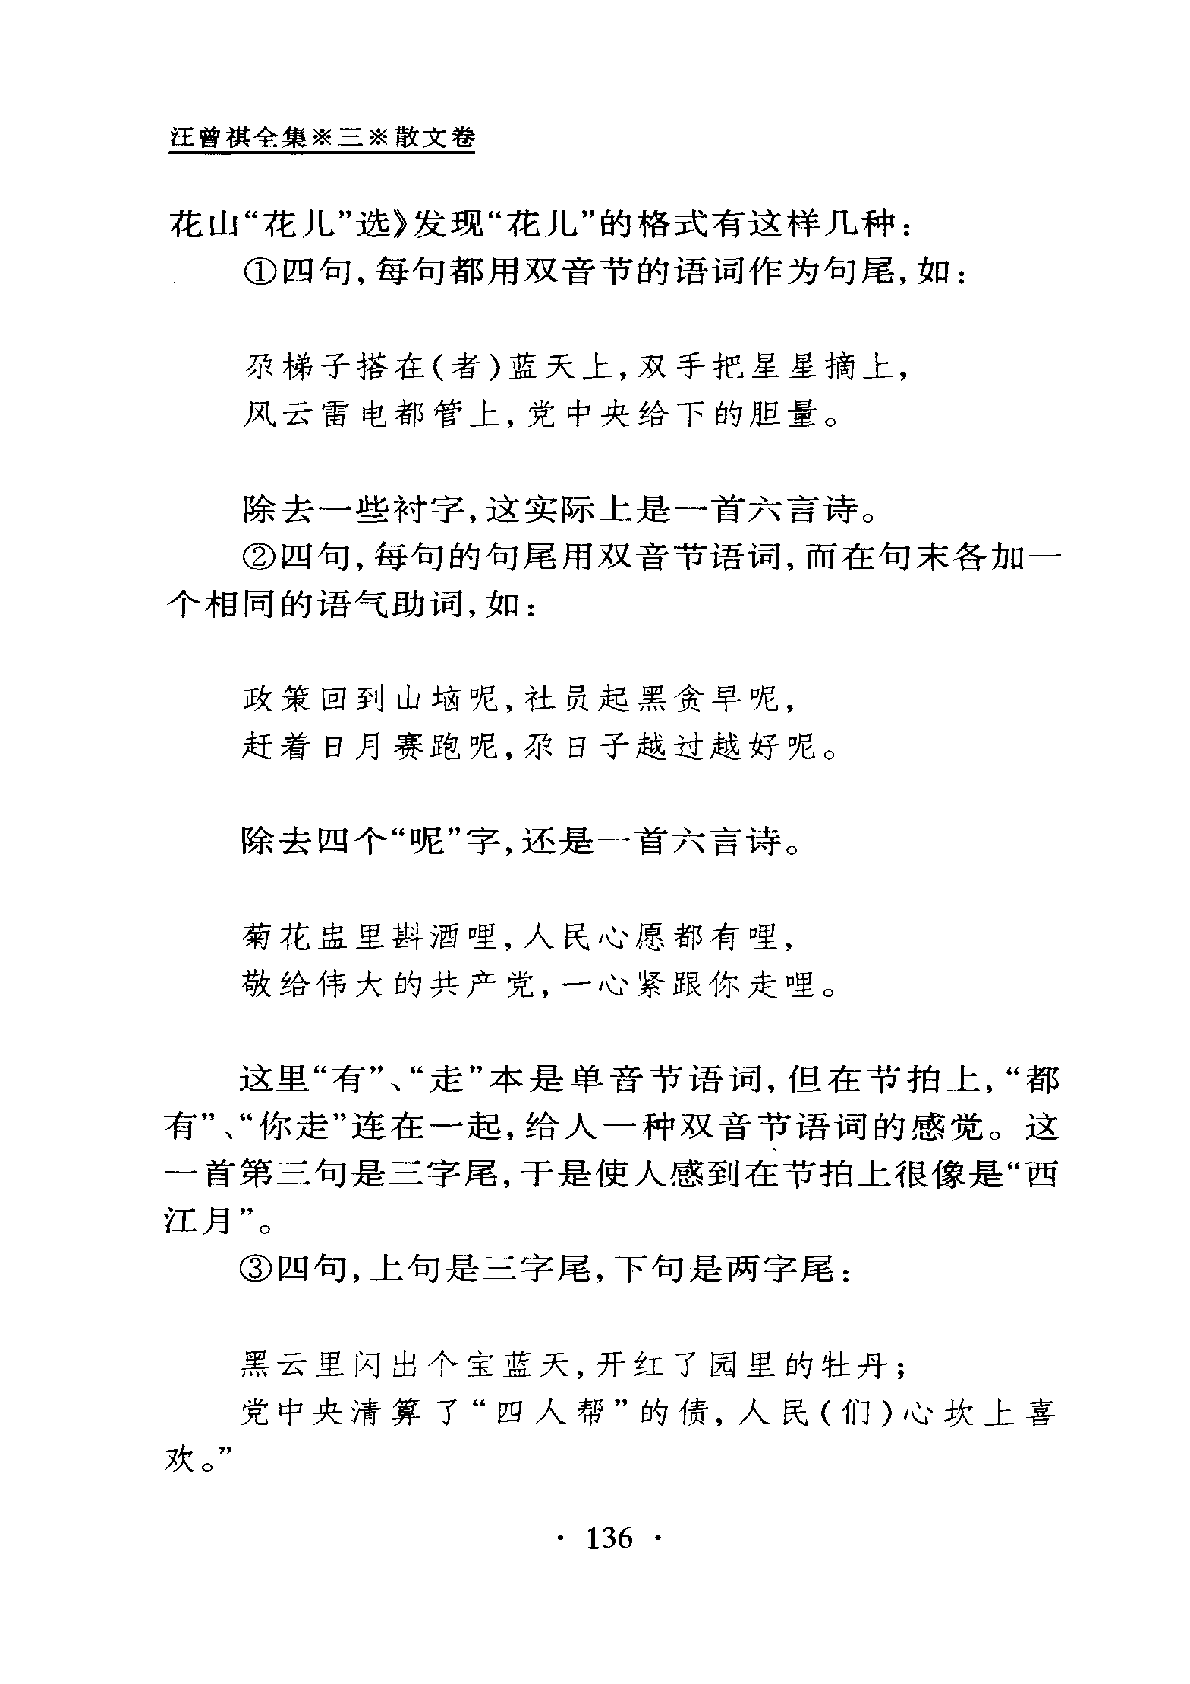 汪曾祺全集※三※散文卷
花山“花儿”选》发现“花儿”的格式有这样几种：
①四句，每句都用双音节的语词作为句尾，如：
尕梯子搭在(者)蓝天上，双手把星星摘上，
风云雷电都管上，党中央给下的胆量。
除去一些衬字，这实际上是一首六言诗。
②四句，每句的句尾用双音节语词，而在句末各加一
个相同的语气助词，如：
政策回到山垴呢，社员起黑贪早呢，
赶着日月赛跑呢，尕日子越过越好呢。
除去四个“呢”字，还是一首六言诗。
菊花盅里斟酒哩，人民心愿都有哩，
敬给伟大的共产党，一心紧跟你走哩。
这里“有”、“走”本是单音节语词，但在节拍上，“都
有”、“你走”连在一起，给人一种双音节语词的感觉。这
一首第三句是三字尾，于是使人感到在节拍上很像是“西
江月”。
③四句，上句是三字尾，下句是两字尾：
黑云里闪出个宝蓝天，开红了园里的牡丹；
党中央清算了“四人帮”的债，人民(们)心坎上喜
欢。”
· 136 ·